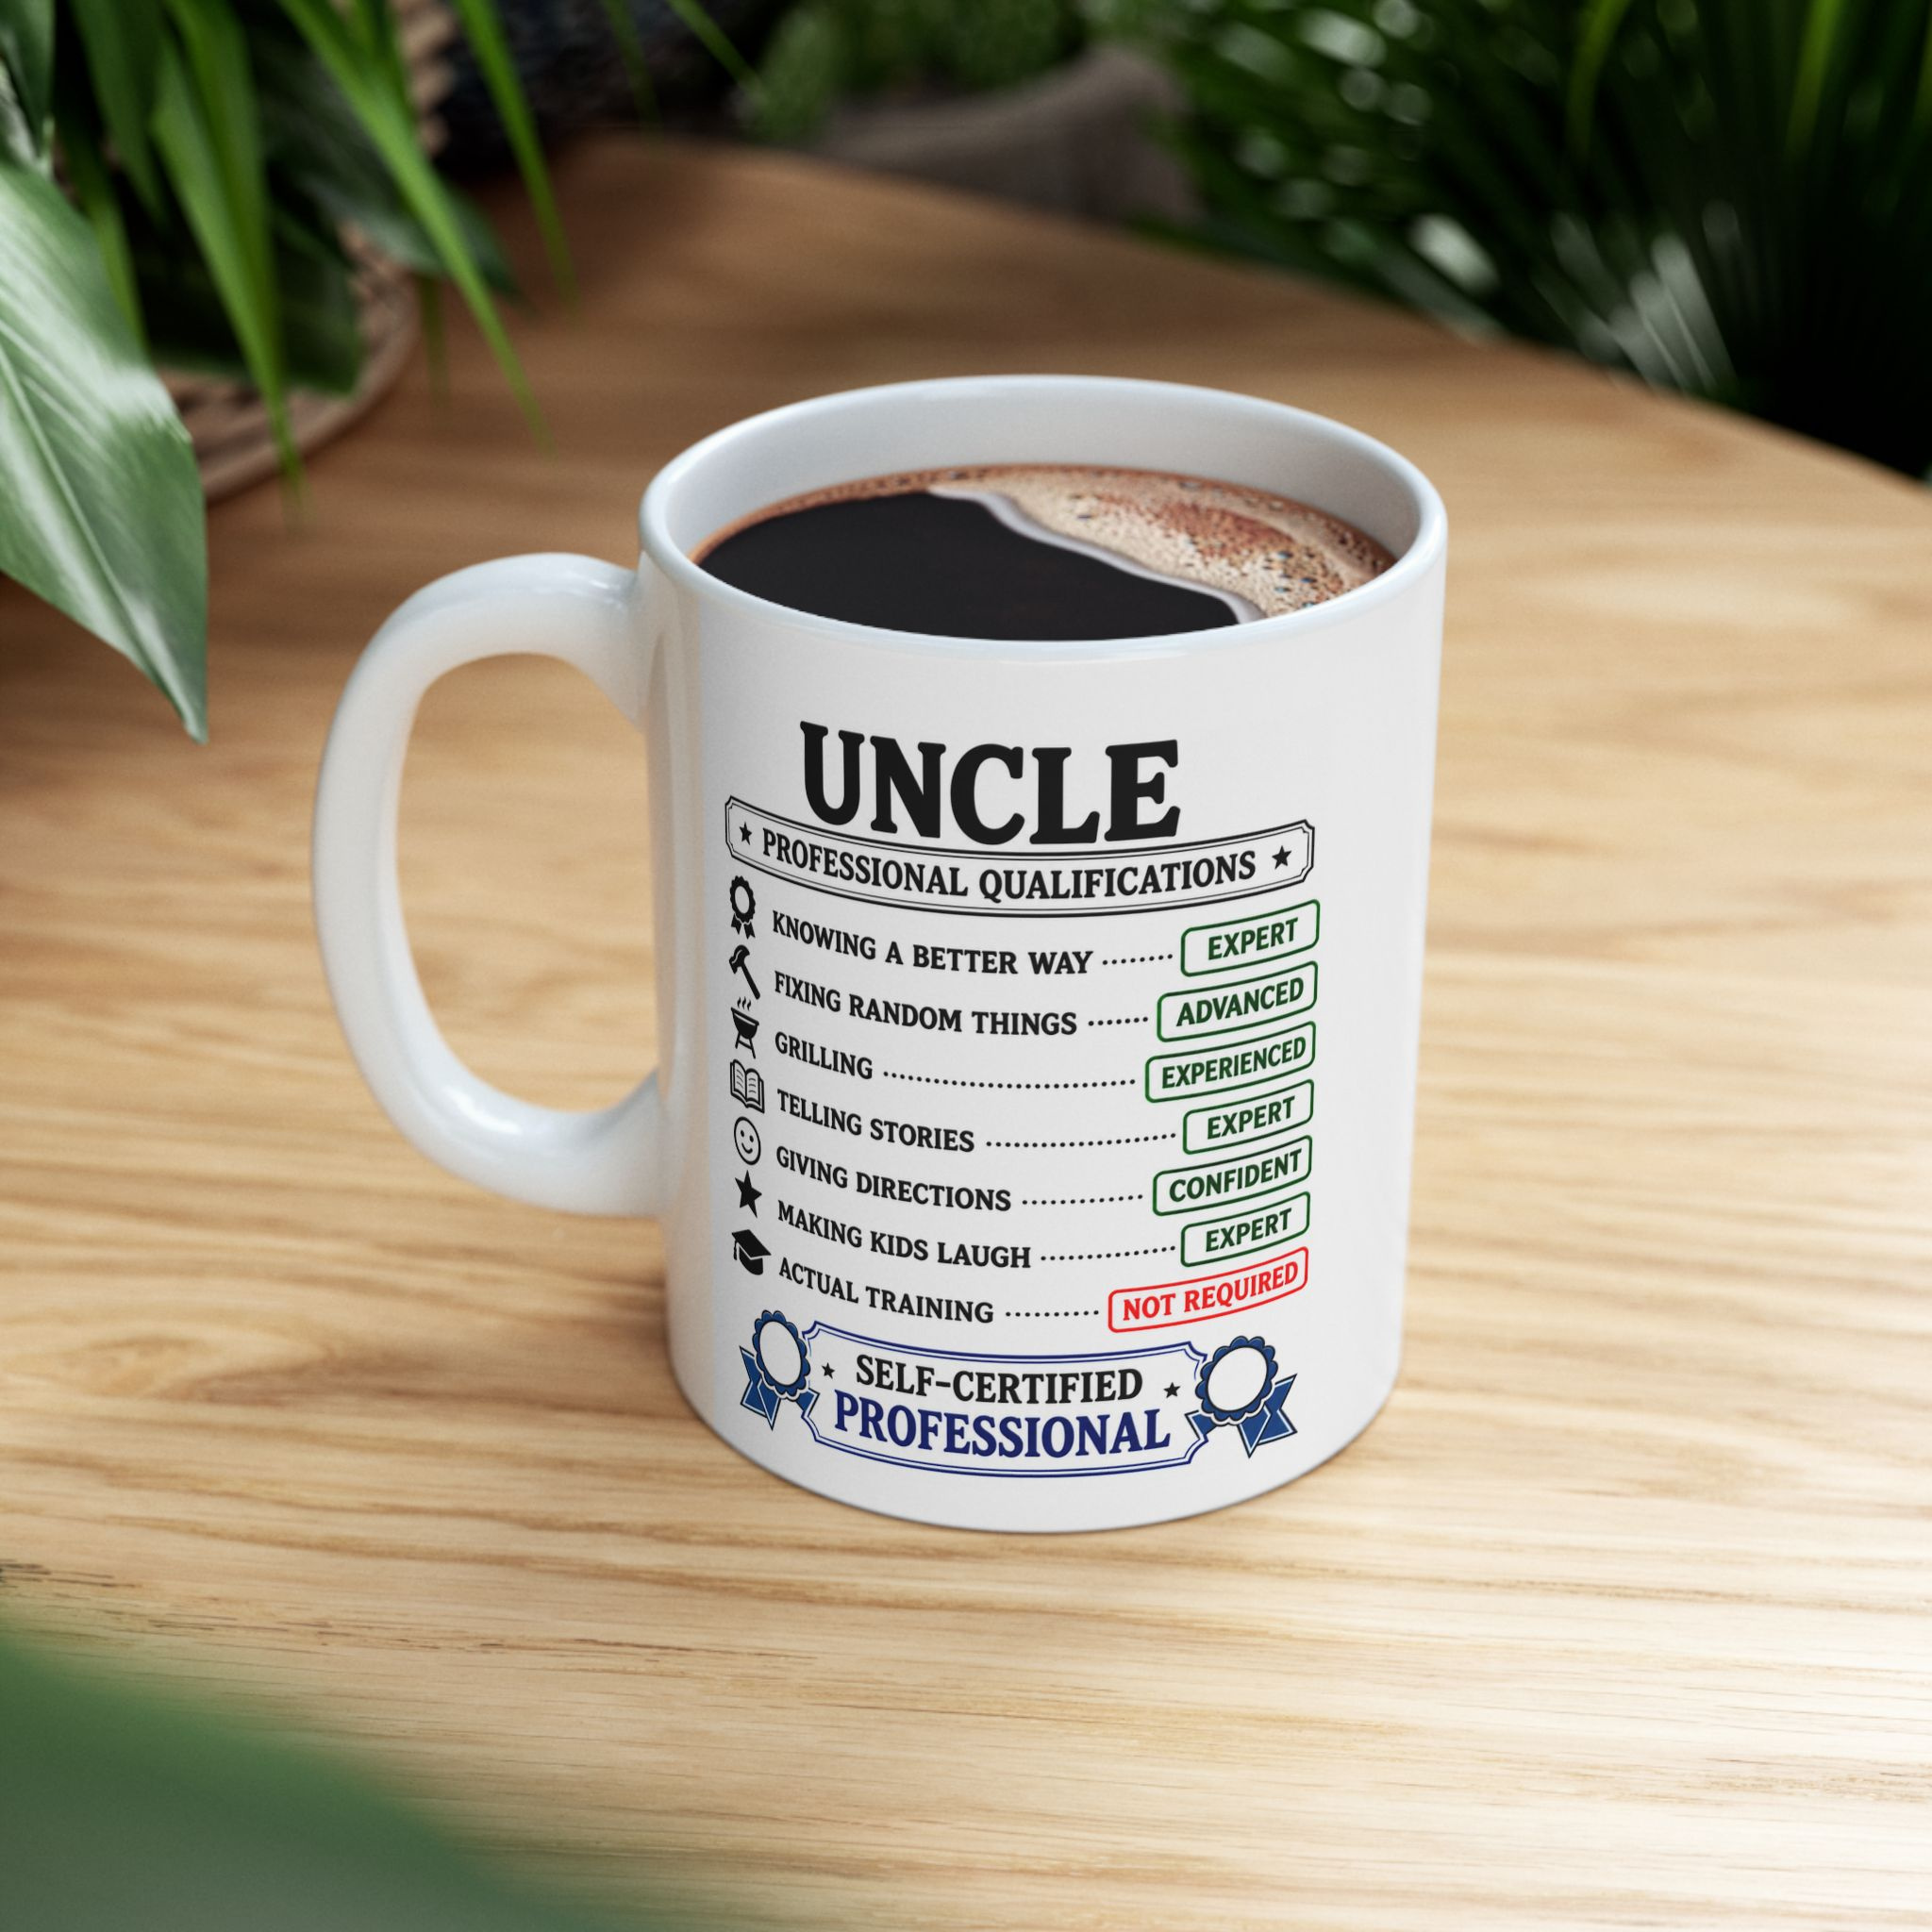 UNCLE
★ PROFESSIONAL QUALIFICATIONS ★
KNOWING A BETTER WAY ........ EXPERT
FIXING RANDOM THINGS ....... ADVANCED
GRILLING ............................. EXPERIENCED
TELLING STORIES ...................... EXPERT
GIVING DIRECTIONS .............. CONFIDENT
MAKING KIDS LAUGH ................ EXPERT
ACTUAL TRAINING ........... NOT REQUIRED
★ SELF-CERTIFIED ★
PROFESSIONAL